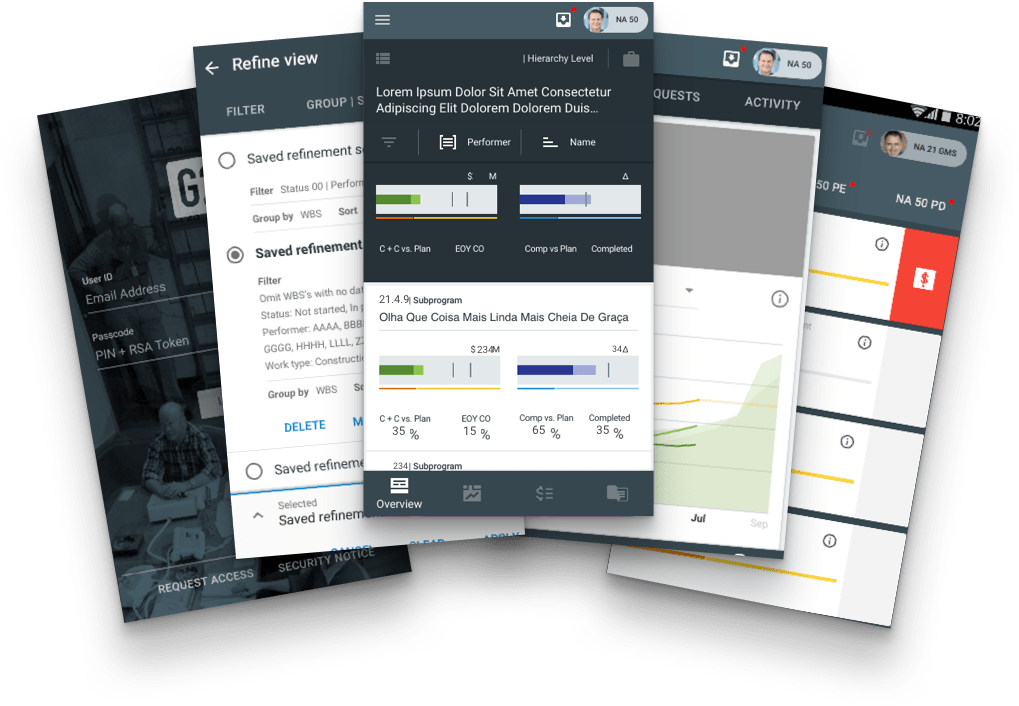 G
User ID
Email Address
Passcode
PIN + RSA Token
REQUEST ACCESS
SECURITY NOTICE
Refine view
FILTER
GROUP | S
Saved refinement
Filter Status 00 | Perform
Group by WBS Sort
Saved refinement
Filter
Omit WBS's with no dat
Status: Not started, In
Performer: AAAA, BBB
GGGG, HHHH, LLLL,
Work type: Constructi
Group by WBS
DELETE
M
Saved refineme
Selected
Saved refineme
CANCEL
CLEAR
APPLY
NA 50
| Hierarchy Level
Lorem Ipsum Dolor Sit Amet Consectetur
Adipiscing Elit Dolorem Dolorem Duis...
Performer
Name
$ M
Δ
C + C vs. Plan
EOY CO
Comp vs Plan
Completed
21.4.9| Subprogram
Olha Que Coisa Mais Linda Mais Cheia De Graça
$ 234M
34Δ
C + C vs. Plan
EOY CO
Comp vs. Plan
Completed
35 %
15 %
65 %
35 %
234| Subprogram
Overview
NA 50
QUESTS
ACTIVITY
Jul
Sep
8:02
NA 21 GMS
50 PE
NA 50 PD